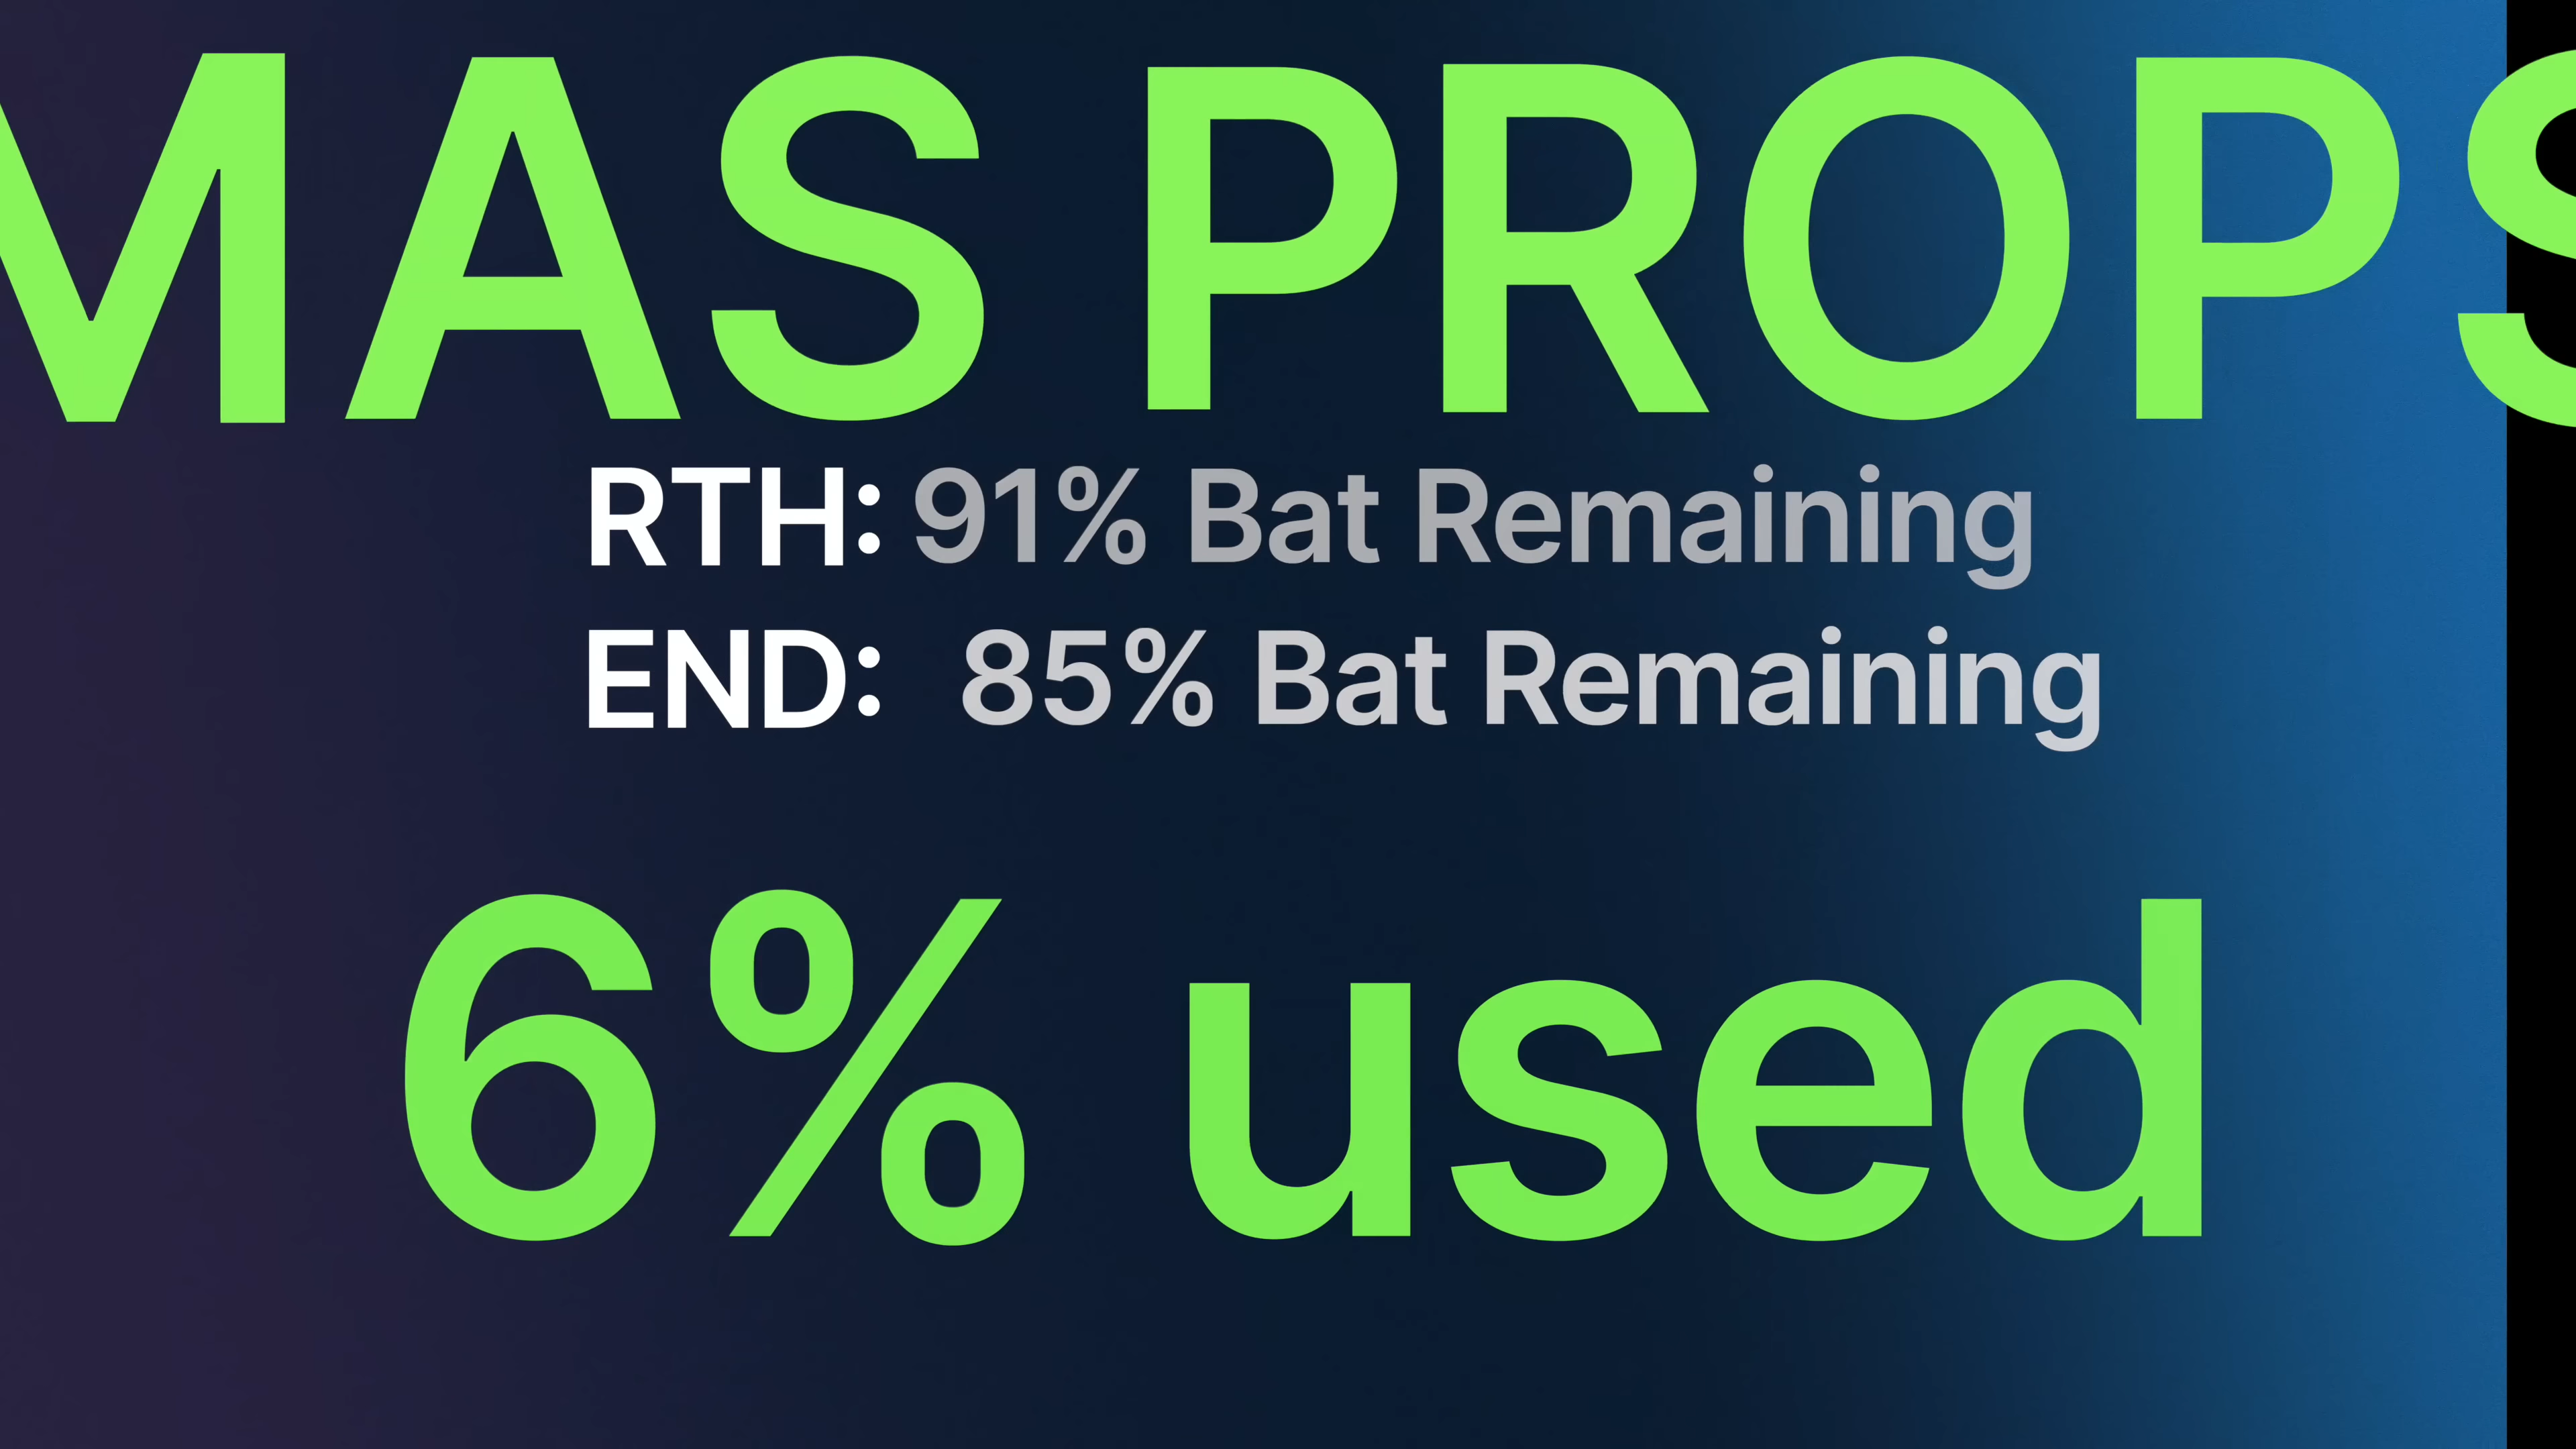 MAS PROPS
RTH: 91% Bat Remaining
END: 85% Bat Remaining
6% used